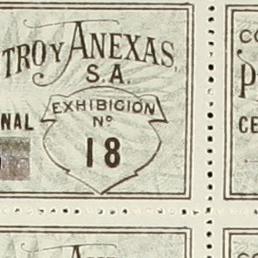 TRO Y ANEXAS,
S.A.
EXHIBICION
NAL Nº
18
CO
P
CE